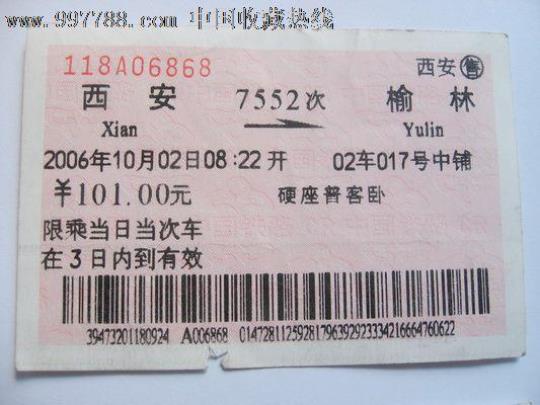 www.997788.com 中国收藏热线
118A06868 西安售
西安 7552次 榆林
Xian Yulin
2006年10月02日08:22开 02车017号中铺
￥101.00元 硬座普客卧
限乘当日当次车
在3日内到有效
39473201180924 A006868 0147281125928179639292333421666476062​2